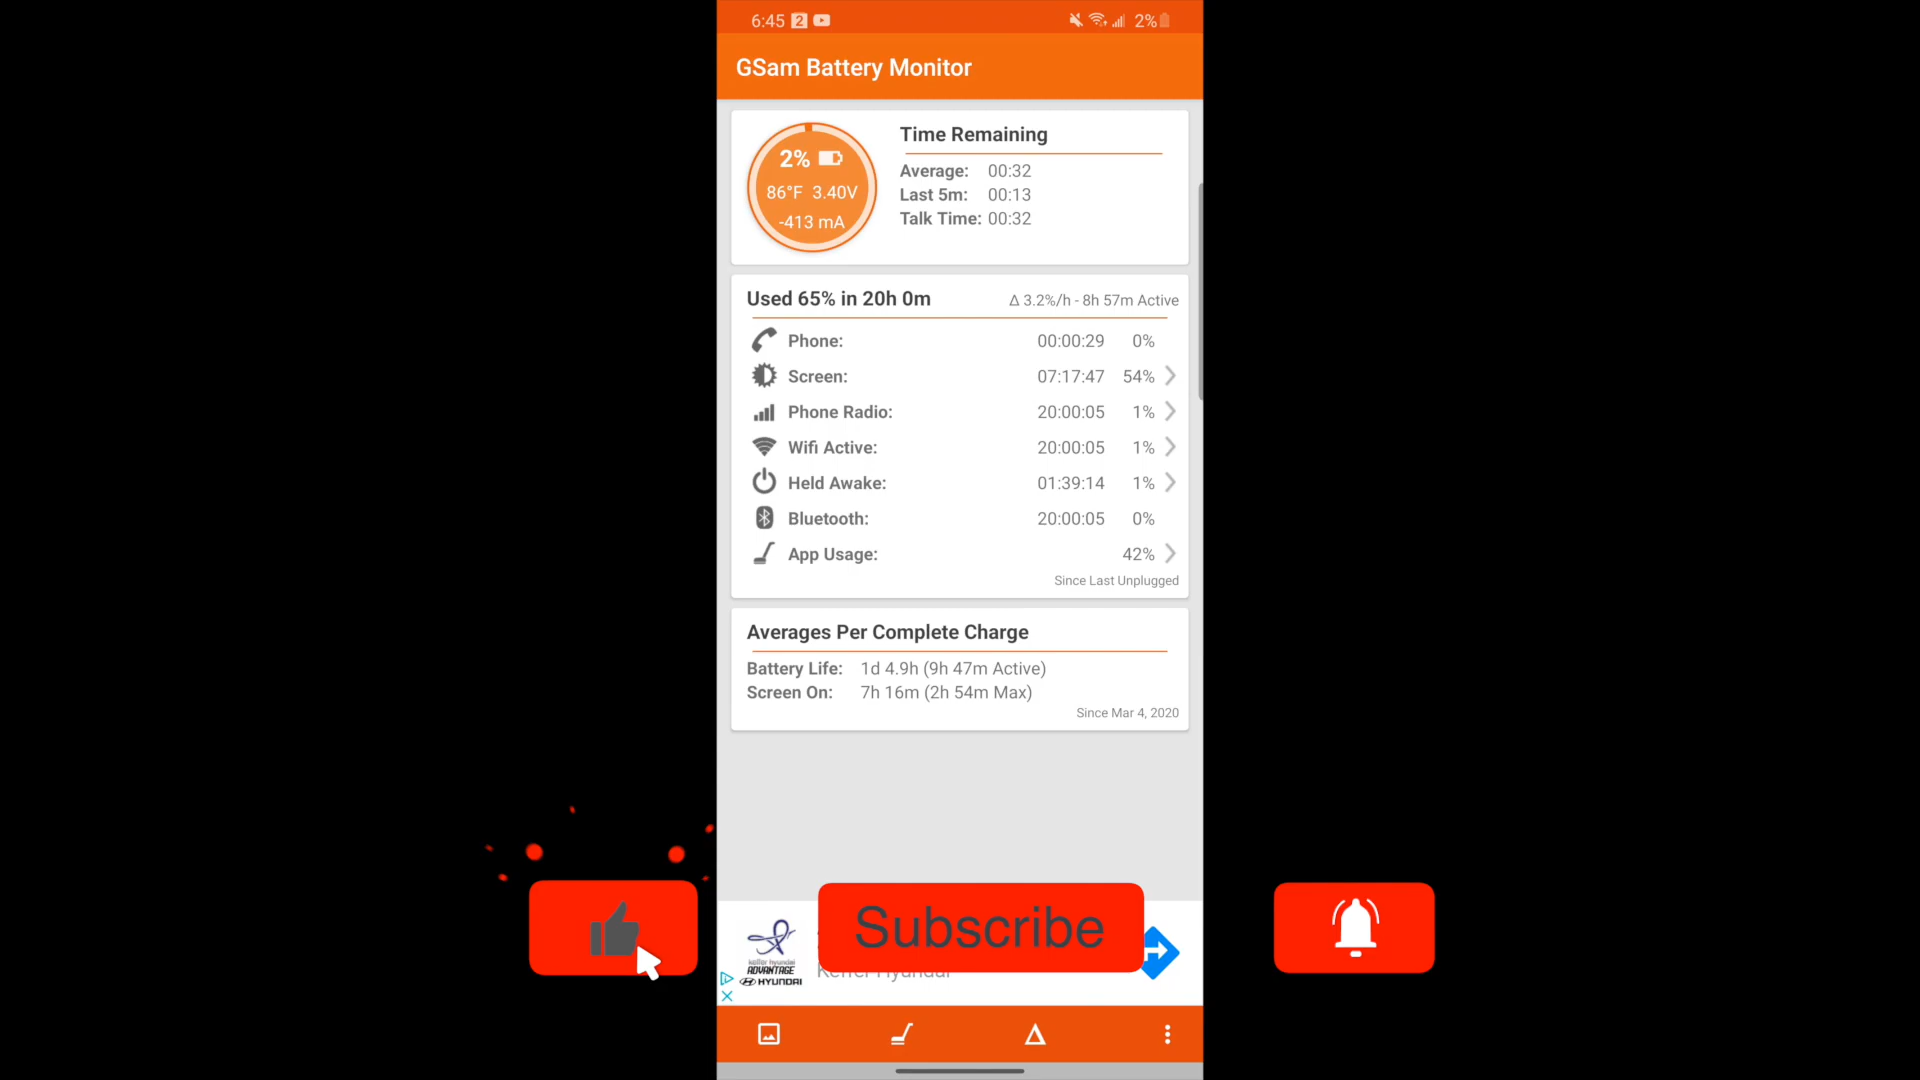 6:45 2 2%
GSam Battery Monitor
2%
86°F 3.40V
-413 mA
Time Remaining
Average: 00:32
Last 5m: 00:13
Talk Time: 00:32
Used 65% in 20h 0m Δ 3.2%/h - 8h 57m Active
Phone: 00:00:29 0%
Screen: 07:17:47 54%
Phone Radio: 20:00:05 1%
Wifi Active: 20:00:05 1%
Held Awake: 01:39:14 1%
Bluetooth: 20:00:05 0%
App Usage: 42%
Since Last Unplugged
Averages Per Complete Charge
Battery Life: 1d 4.9h (9h 47m Active)
Screen On: 7h 16m (2h 54m Max)
Since Mar 4, 2020
Subscribe
keffer hyundai
ADVANTAGE
HYUNDAI
Keffer Hyundai